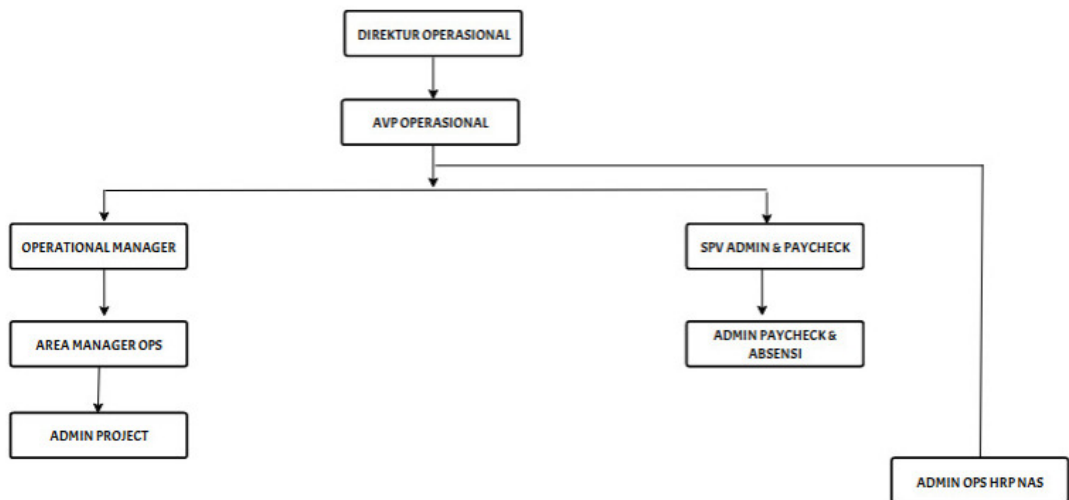 DIREKTUR OPERASIONAL
AVP OPERASIONAL
OPERATIONAL MANAGER
SPV ADMIN & PAYCHECK
AREA MANAGER OPS
ADMIN PAYCHECK &
ABSENSI
ADMIN PROJECT
ADMIN OPS HRP NAS